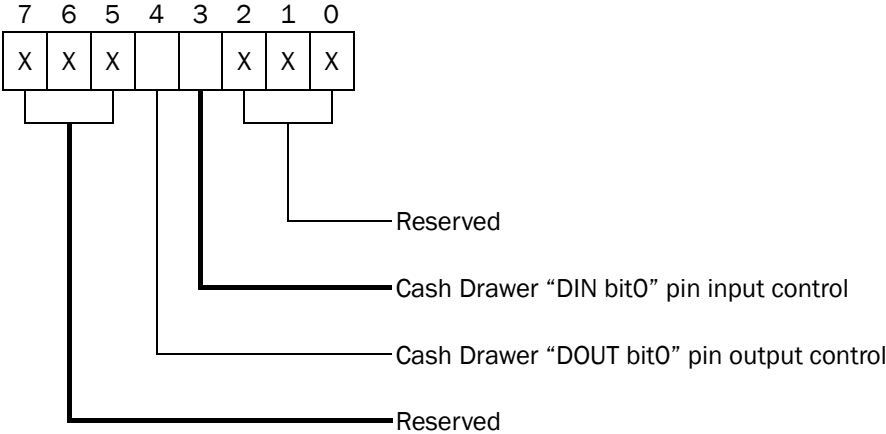 7 6 5 4 3 2 1 0
X X X X X X
Reserved
Cash Drawer “DIN bit0” pin input control
Cash Drawer “DOUT bit0” pin output control
Reserved